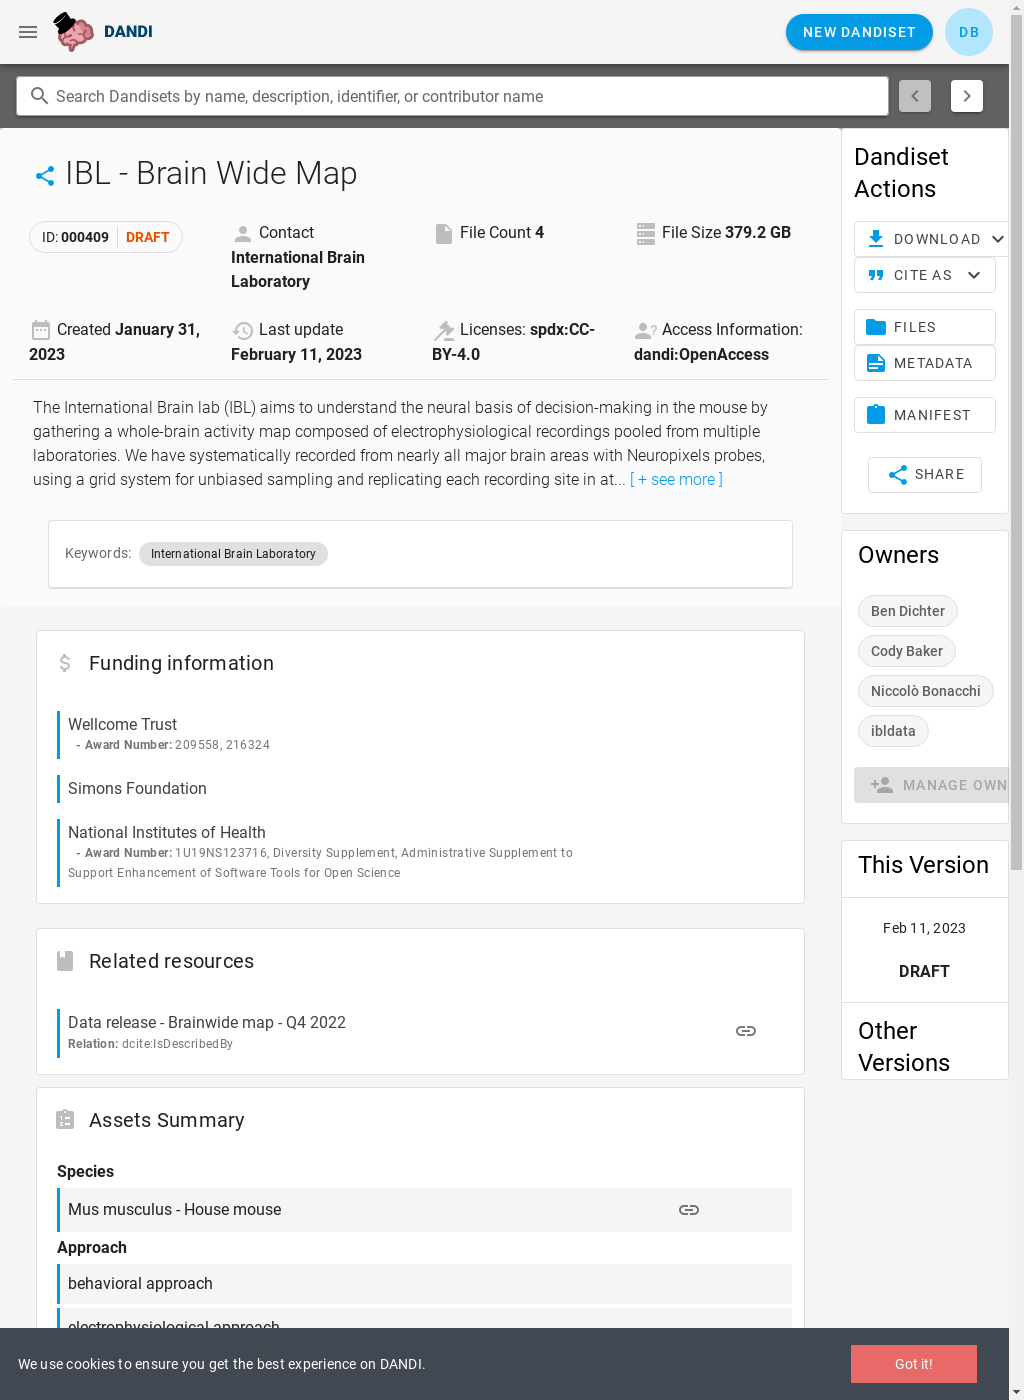 DANDI
NEW DANDISET
DB
Search Dandisets by name, description, identifier, or contributor name
IBL - Brain Wide Map
ID: 000409 DRAFT
Contact
International Brain
Laboratory
File Count 4
File Size 379.2 GB
Created January 31,
2023
Last update
February 11, 2023
Licenses: spdx:CC-
BY-4.0
Access Information:
dandi:OpenAccess
The International Brain lab (IBL) aims to understand the neural basis of decision-making in the mouse by
gathering a whole-brain activity map composed of electrophysiological recordings pooled from multiple
laboratories. We have systematically recorded from nearly all major brain areas with Neuropixels probes,
using a grid system for unbiased sampling and replicating each recording site in at... [ + see more ]
Keywords: International Brain Laboratory
Funding information
Wellcome Trust
- Award Number: 209558, 216324
Simons Foundation
National Institutes of Health
- Award Number: 1U19NS123716, Diversity Supplement, Administrative Supplement to
Support Enhancement of Software Tools for Open Science
Related resources
Data release - Brainwide map - Q4 2022
Relation: dcite:IsDescribedBy
Assets Summary
Species
Mus musculus - House mouse
Approach
behavioral approach
electrophysiological approach
Dandiset
Actions
DOWNLOAD
CITE AS
FILES
METADATA
MANIFEST
SHARE
Owners
Ben Dichter
Cody Baker
Niccolò Bonacchi
ibldata
MANAGE OWN
This Version
Feb 11, 2023
DRAFT
Other
Versions
We use cookies to ensure you get the best experience on DANDI.
Got it!